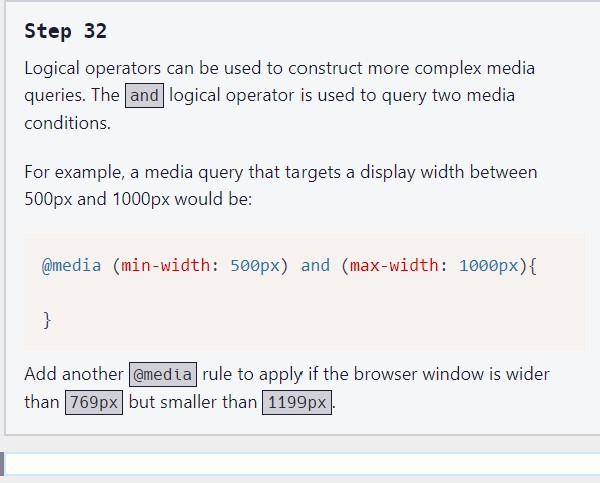 Step 32
Logical operators can be used to construct more complex media
queries. The and logical operator is used to query two media
conditions.
For example, a media query that targets a display width between
500px and 1000px would be:
@media (min-width: 500px) and (max-width: 1000px){
}
Add another @media rule to apply if the browser window is wider
than 769px but smaller than 1199px.